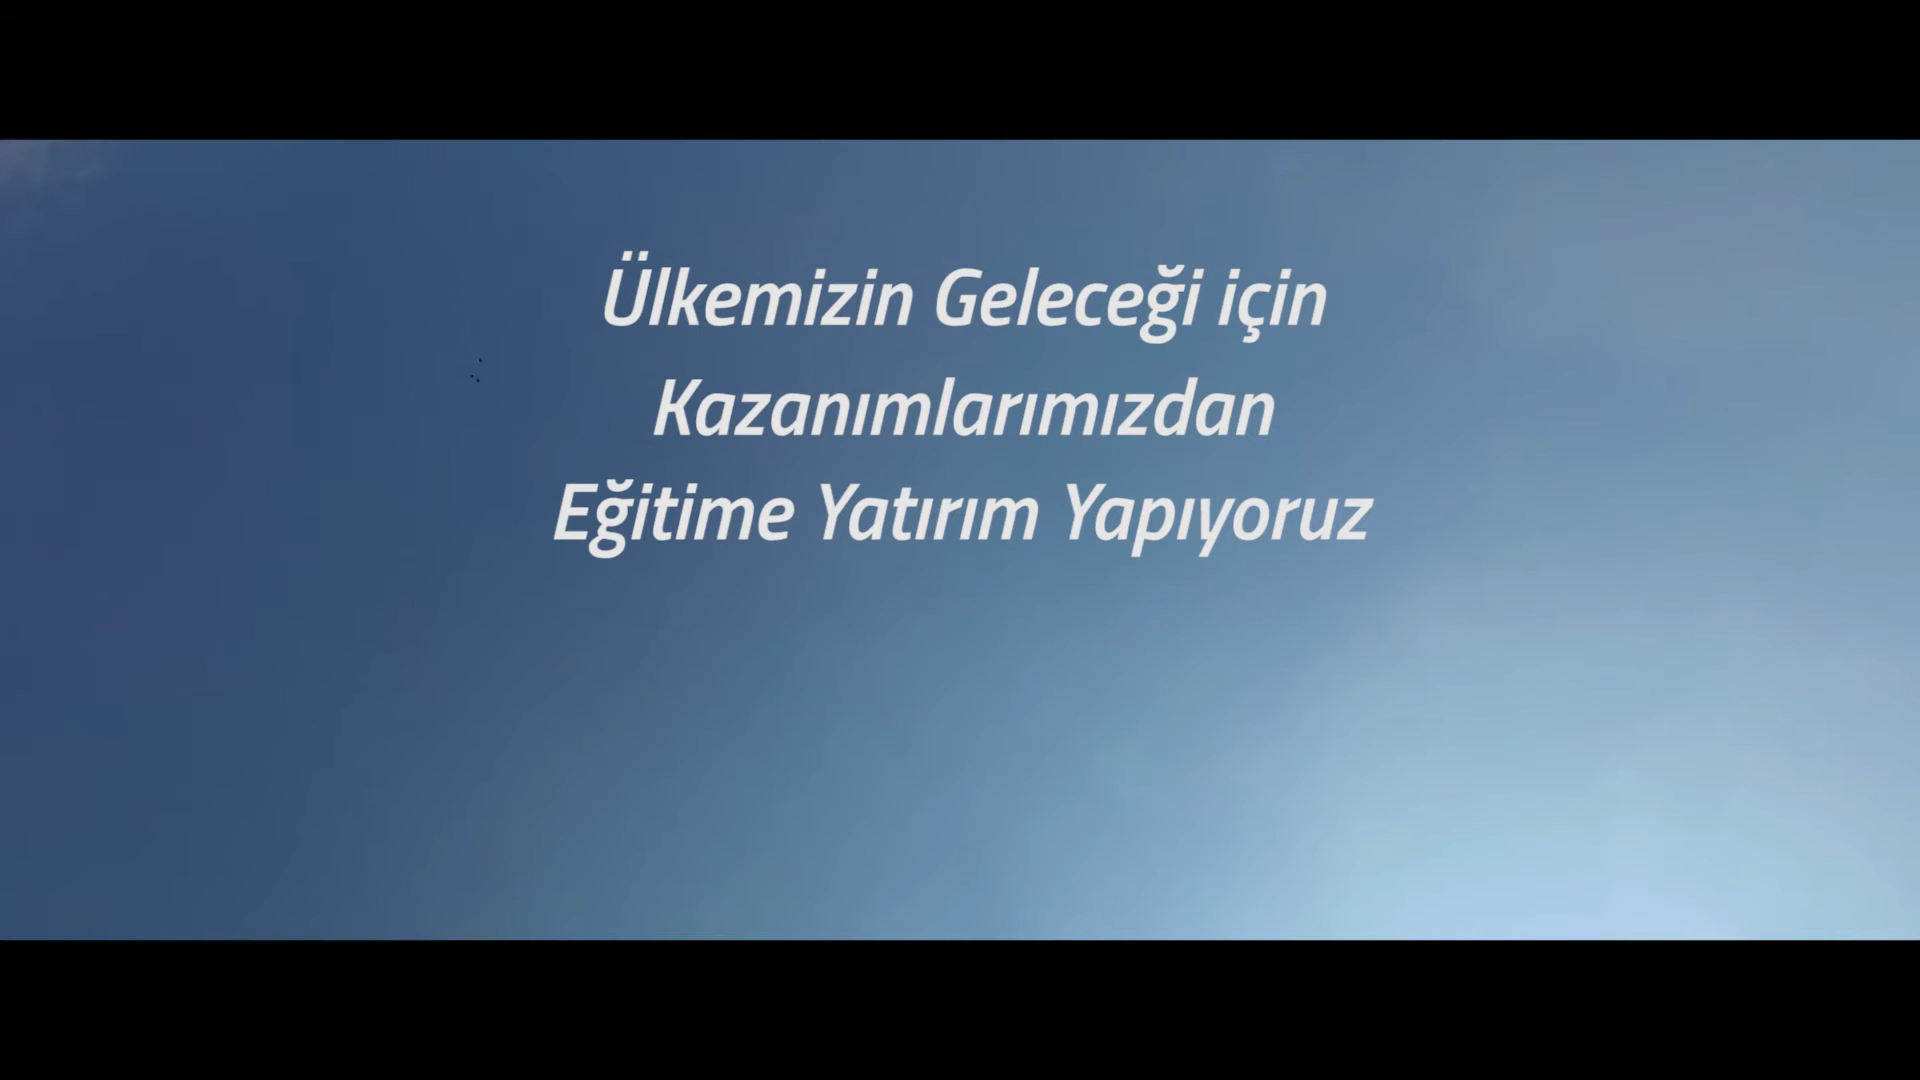 Ülkemizin Geleceği için
Kazanımlarımızdan
Eğitime Yatırım Yapıyoruz